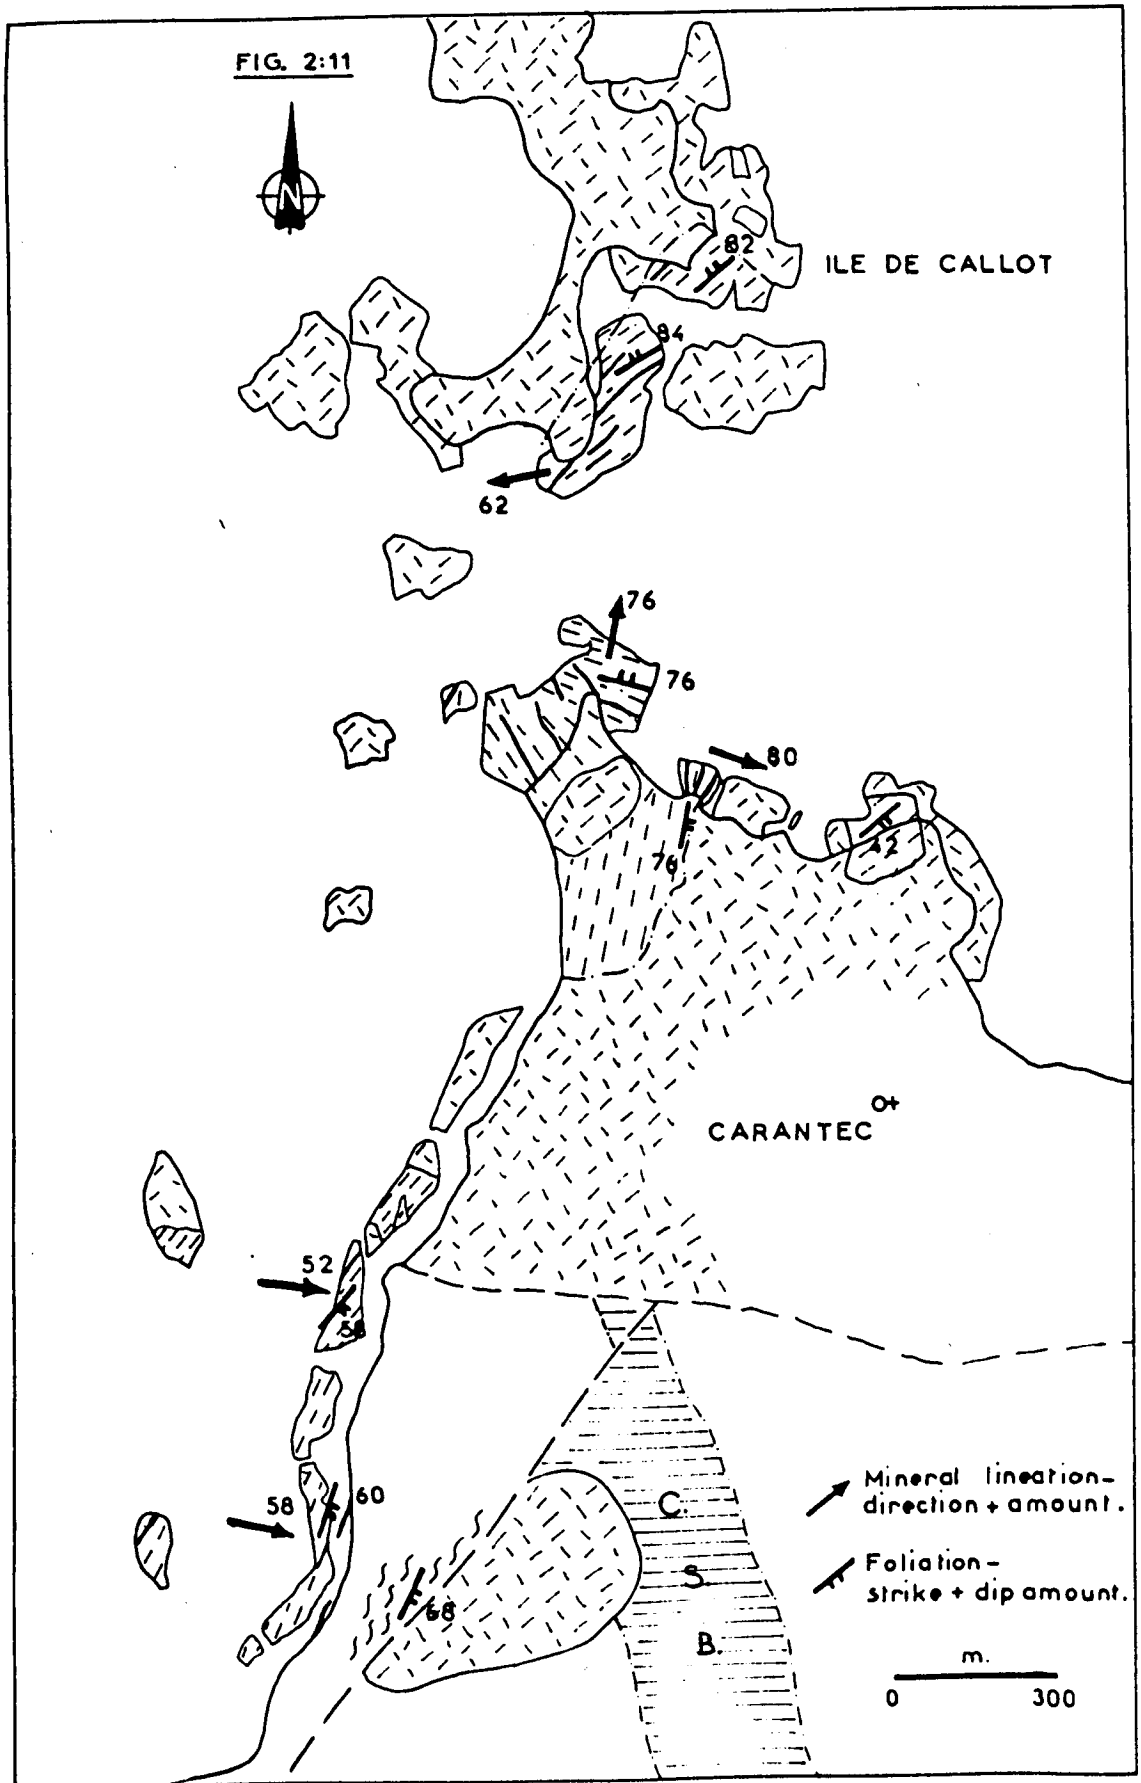 FIG. 2:11
N
82
ILE DE CALLOT
84
62
76
76
80
76
42
CARANTEC
52
58
58
60
68
C.
S.
B.
Mineral lineation-
direction + amount.
Foliation-
strike + dip amount.
m.
0 300